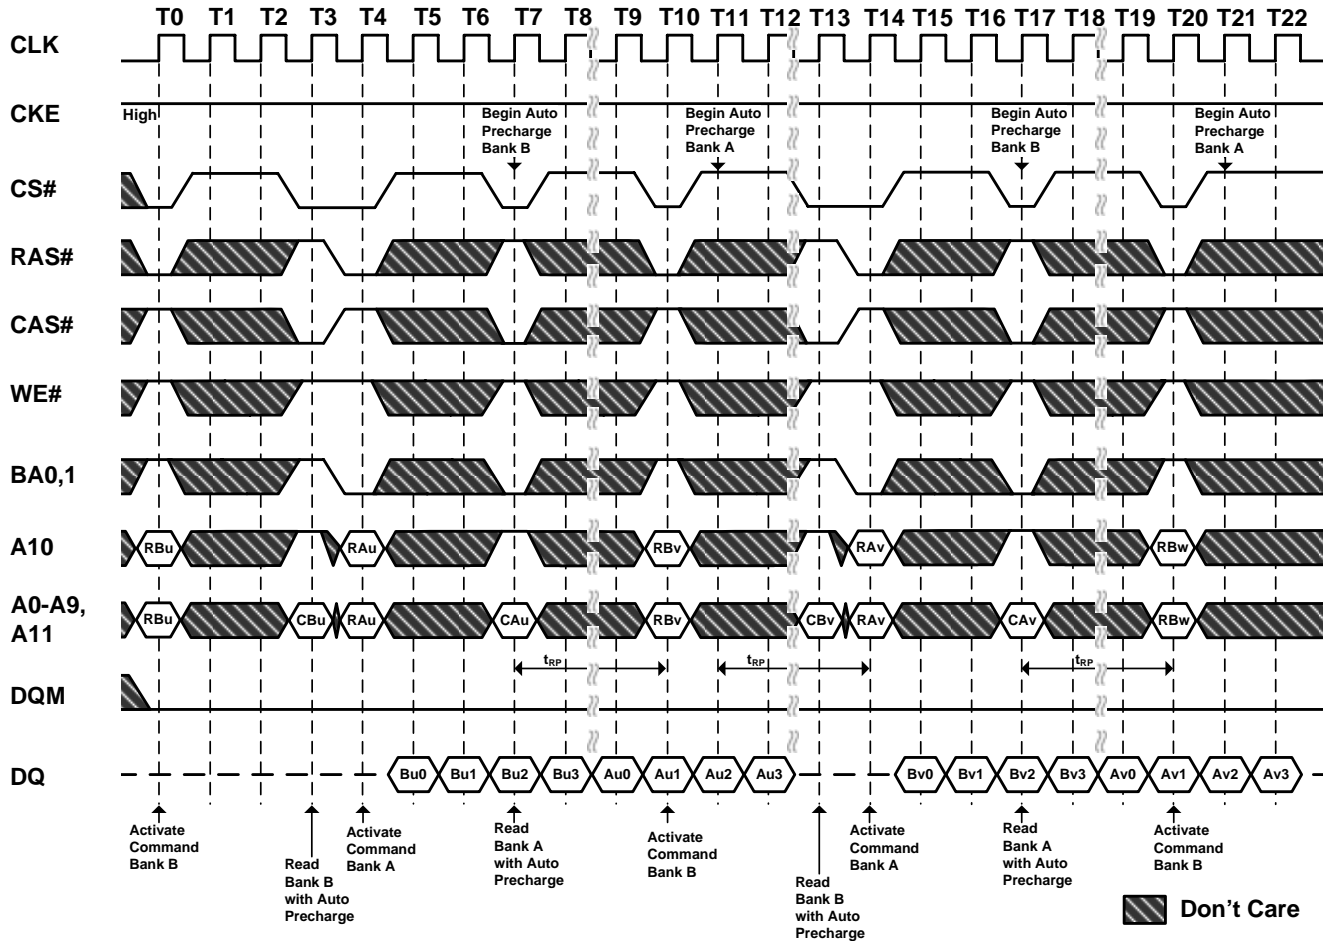 T0 T1 T2 T3 T4 T5 T6 T7 T8 T9 T10 T11 T12 T13 T14 T15 T16 T17 T18 T19 T20 T21 T22
CLK
CKE
High
Begin Auto
Precharge
Bank B
Begin Auto
Precharge
Bank A
Begin Auto
Precharge
Bank B
Begin Auto
Precharge
Bank A
CS#
RAS#
CAS#
WE#
BA0,1
A10
RBu RAu RBv RAv RBw
A0-A9,
A11
RBu CBu RAu CAu RBv CBv RAv CAv RBw
tRP tRP tRP
DQM
DQ
Bu0 Bu1 Bu2 Bu3 Au0 Au1 Au2 Au3 Bv0 Bv1 Bv2 Bv3 Av0 Av1 Av2 Av3
Activate
Command
Bank B
Read
Bank B
with Auto
Precharge
Activate
Command
Bank A
Read
Bank A
with Auto
Precharge
Activate
Command
Bank B
Read
Bank B
with Auto
Precharge
Activate
Command
Bank A
Read
Bank A
with Auto
Precharge
Activate
Command
Bank B
Don't Care